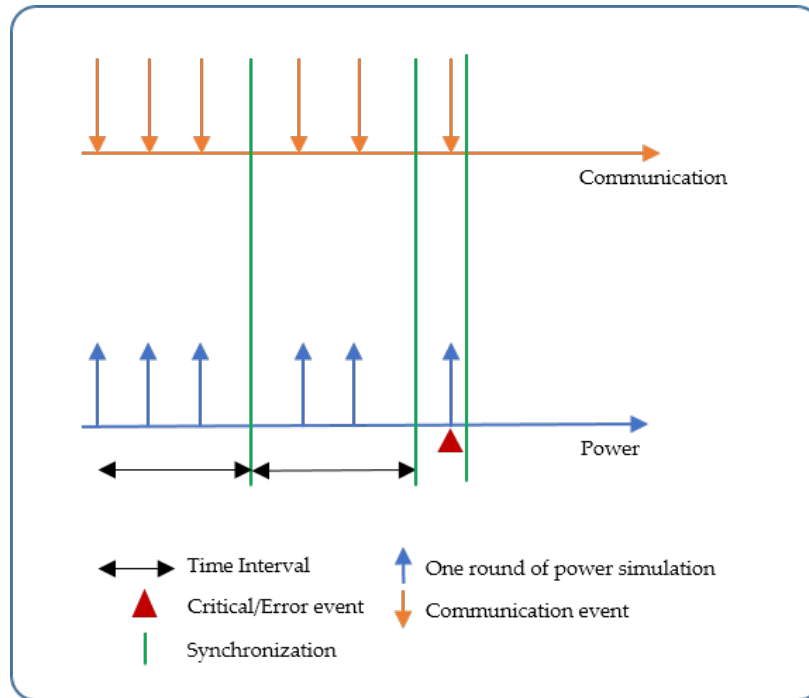 Communication
Power
Time Interval
One round of power simulation
Critical/Error event
Communication event
Synchronization